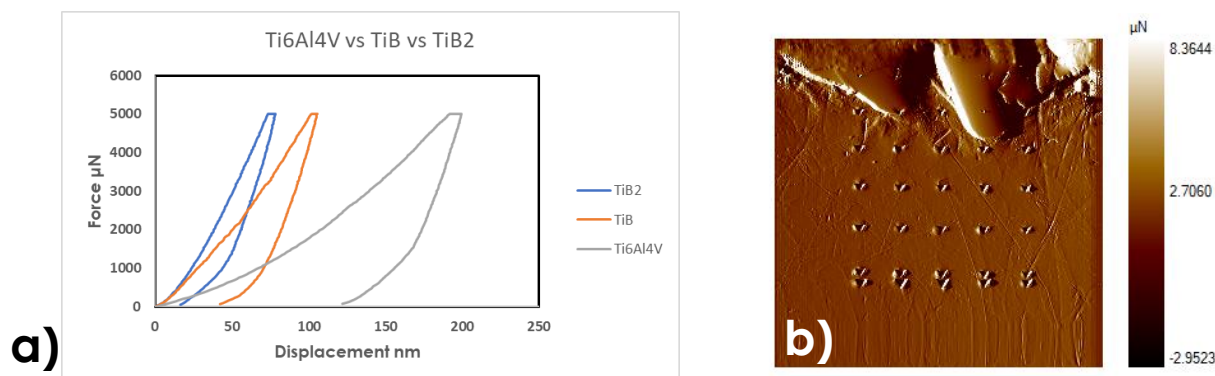 Ti6Al4V vs TiB vs TiB2
6000
5000
4000
3000
2000
1000
0
Force µN
0 50 100 150 200 250
Displacement nm
TiB2
TiB
Ti6Al4V
a)
µN
8.3644
2.7060
-2.9523
b)